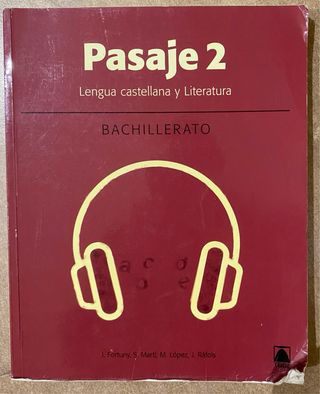 Pasaje 2
Lengua castellana y Literatura
BACHILLERATO
a c g
p e
J. Fortuny, S. Martí, M. López, J. Ràfols